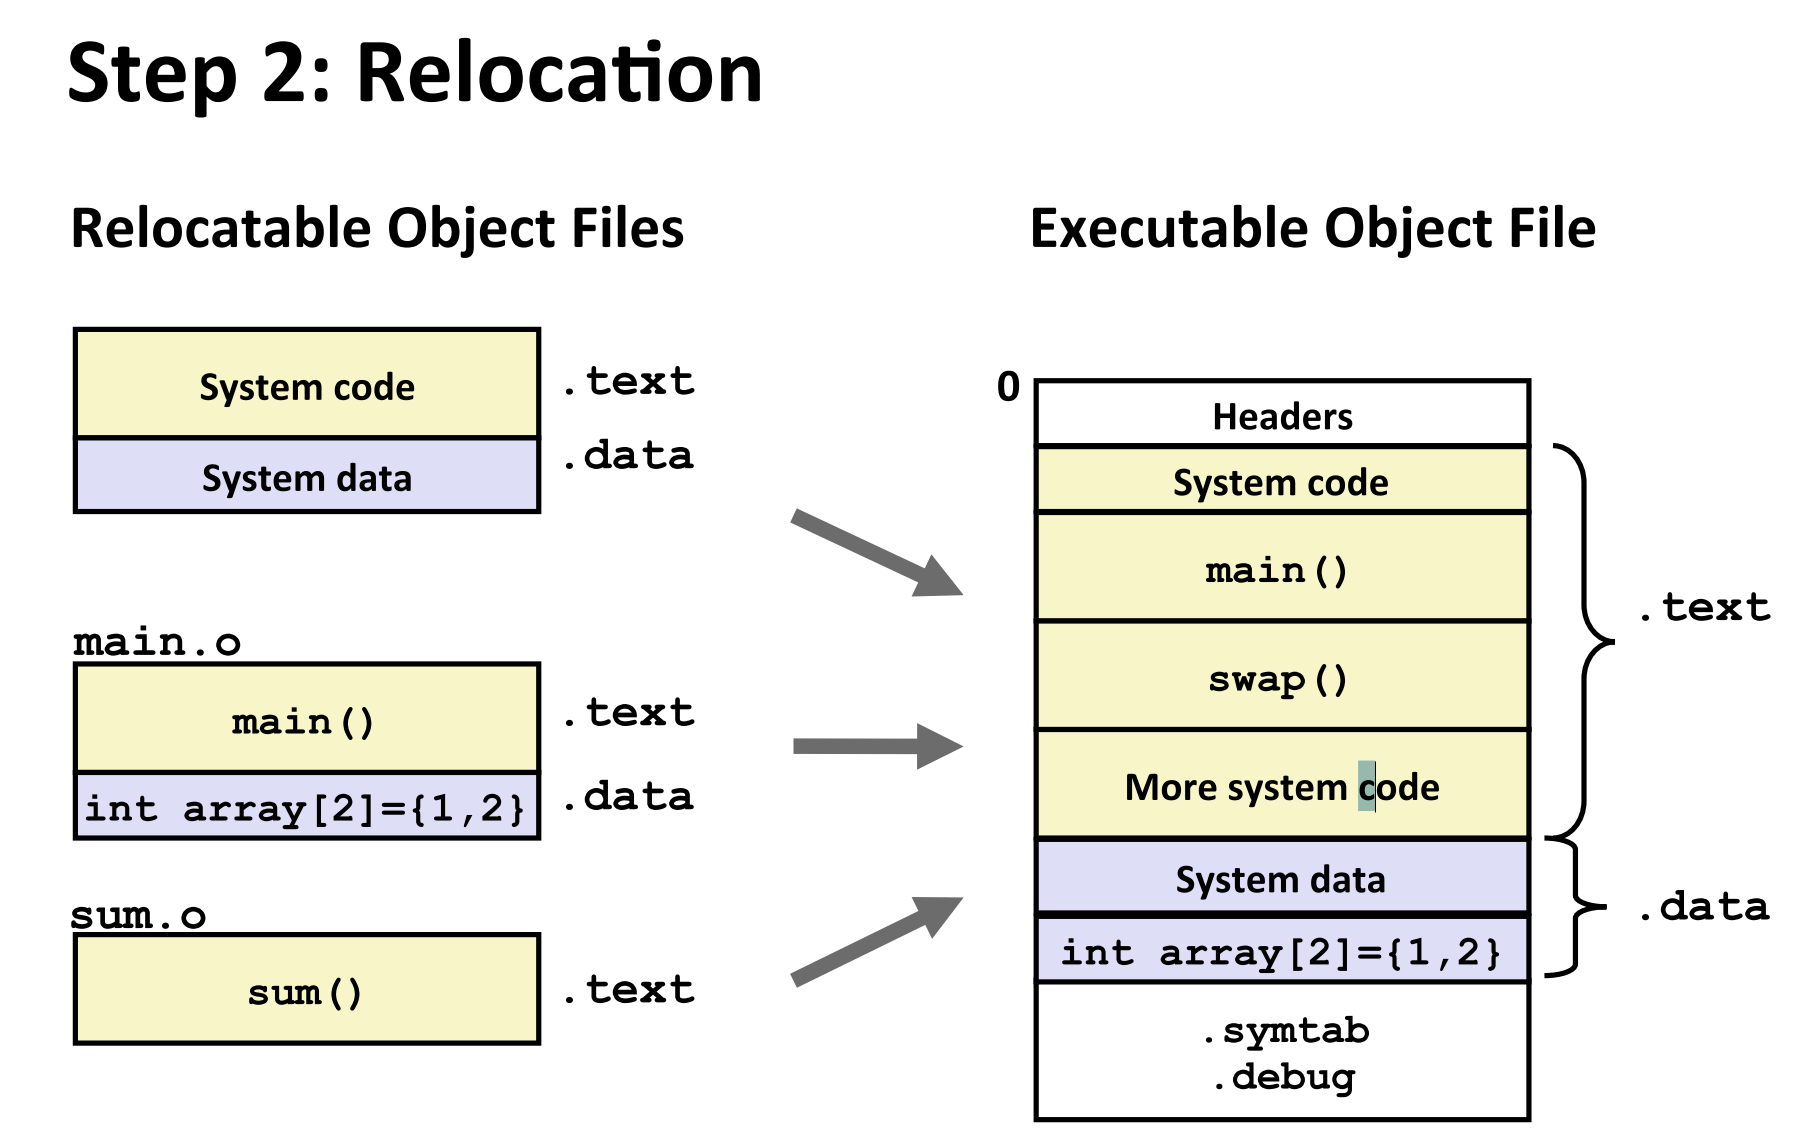 Step 2: Relocation
Relocatable Object Files
System code
.text
System data
.data
main.o
main()
.text
int array[2]={1,2}
.data
sum.o
sum()
.text
Executable Object File
0
Headers
System code
main()
swap()
More system code
.text
System data
int array[2]={1,2}
.data
.symtab
.debug